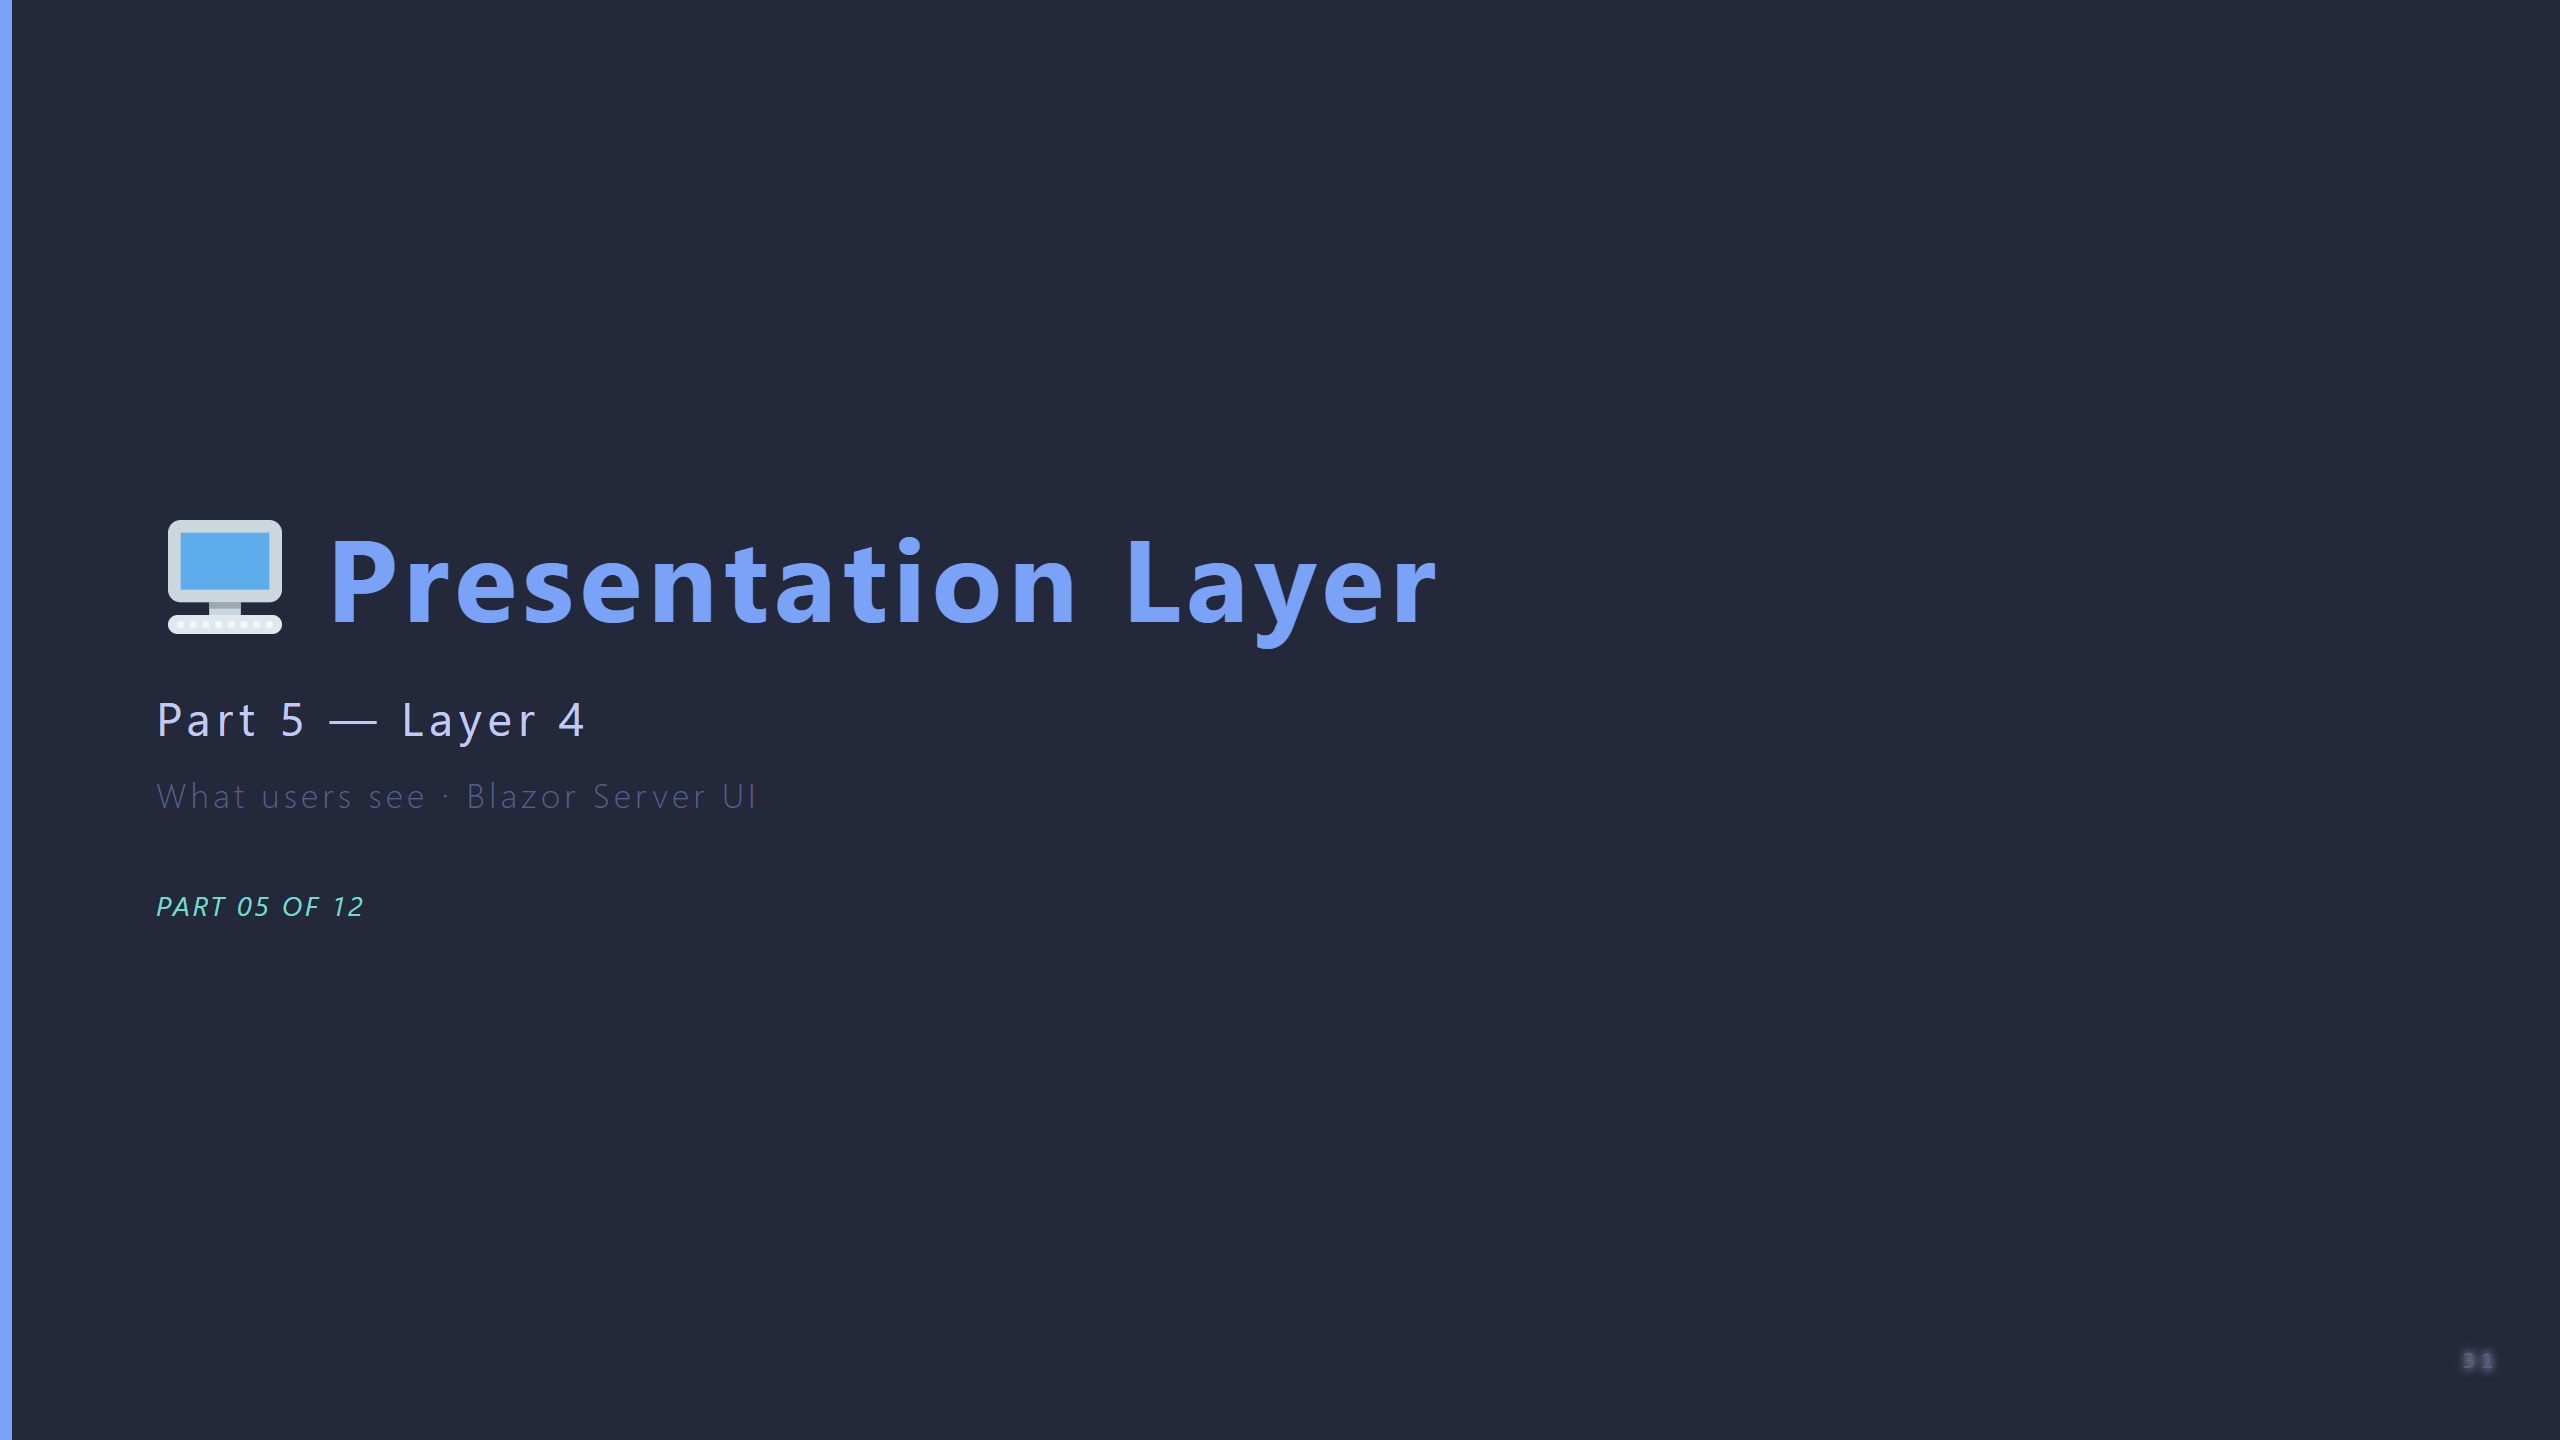 Presentation Layer
Part 5 — Layer 4
What users see · Blazor Server UI
PART 05 OF 12
31